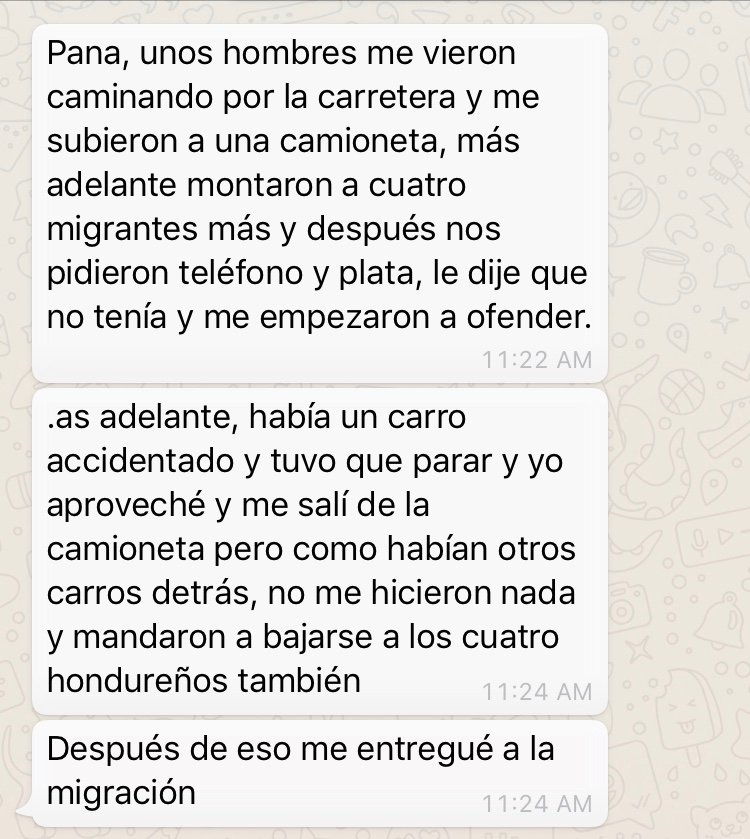 Pana, unos hombres me vieron
caminando por la carretera y me
subieron a una camioneta, más
adelante montaron a cuatro
migrantes más y después nos
pidieron teléfono y plata, le dije que
no tenía y me empezaron a ofender.
11:22 AM
.as adelante, había un carro
accidentado y tuvo que parar y yo
aproveché y me salí de la
camioneta pero como habían otros
carros detrás, no me hicieron nada
y mandaron a bajarse a los cuatro
hondureños también
11:24 AM
Después de eso me entregué a la
migración
11:24 AM